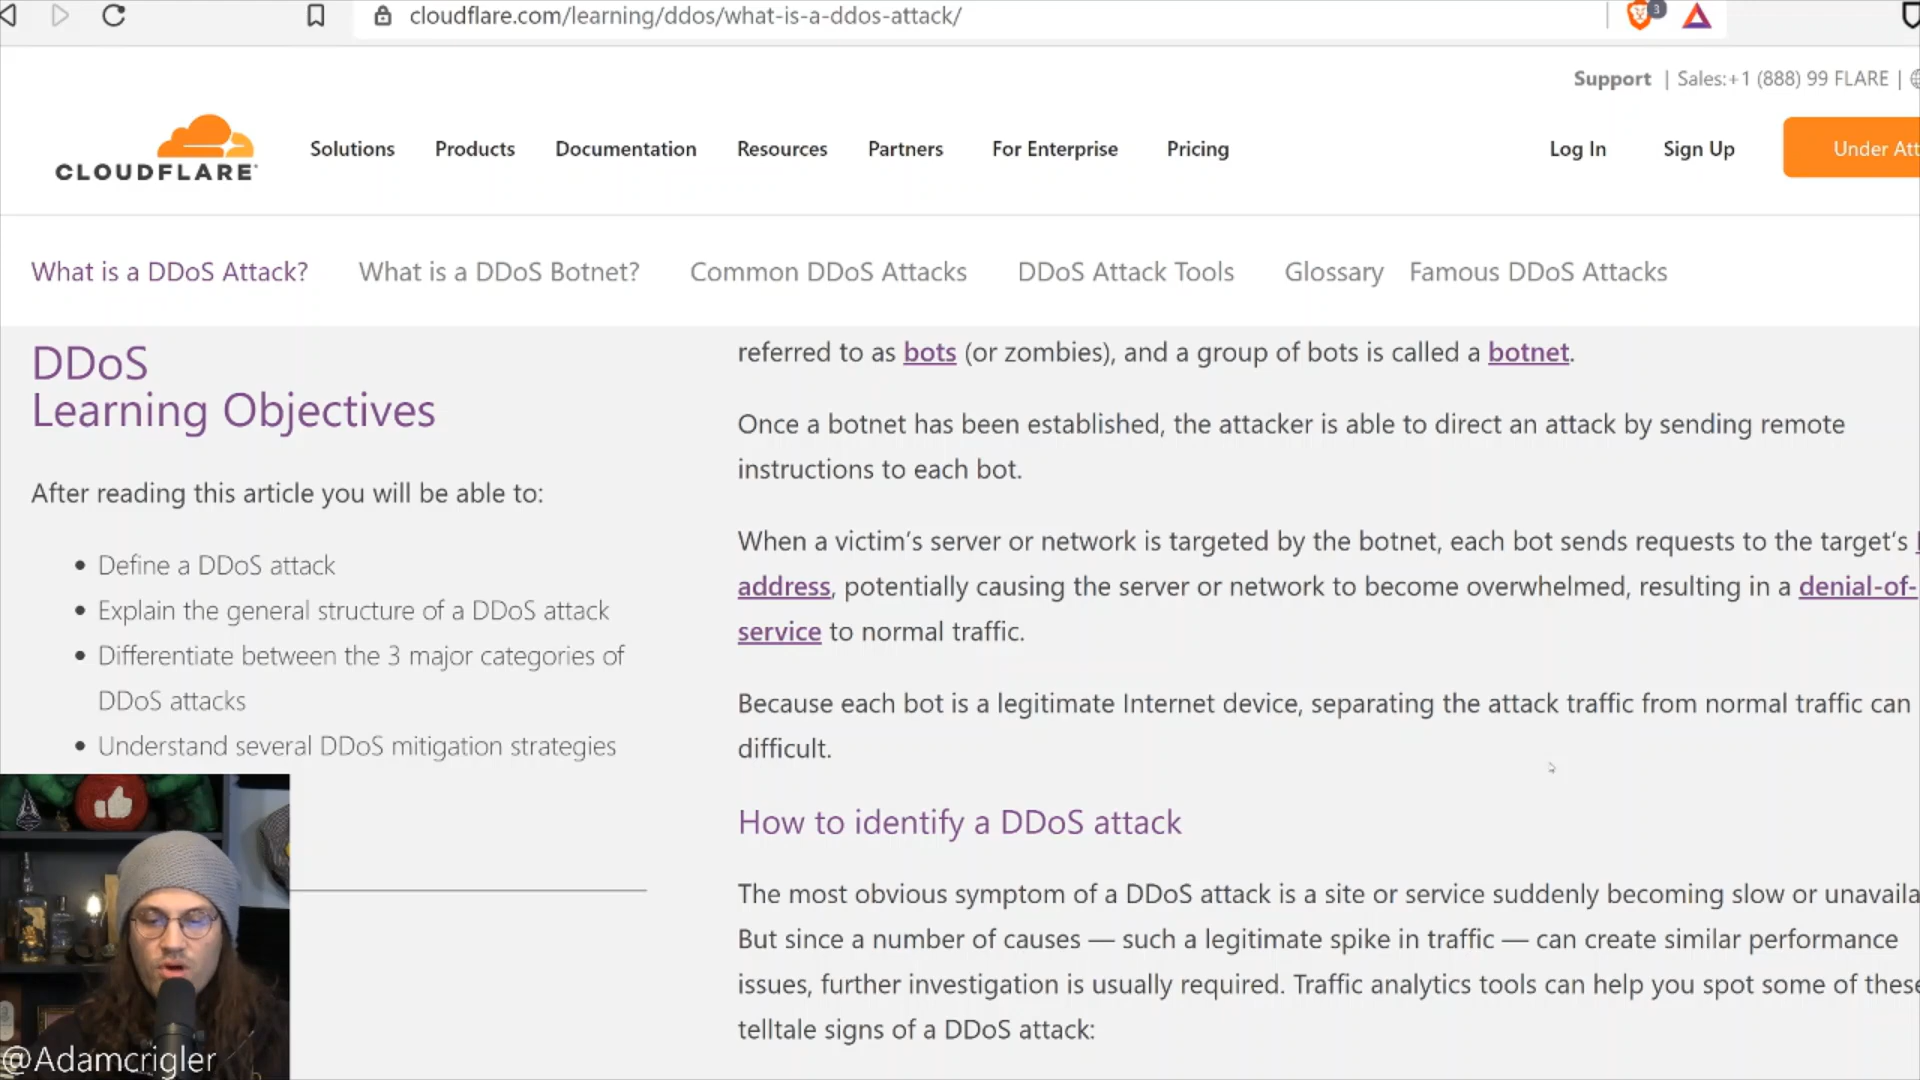 cloudflare.com/learning/ddos/what-is-a-ddos-attack/
3
Support | Sales:+1 (888) 99 FLARE |
CLOUDFLARE
Solutions Products Documentation Resources Partners For Enterprise Pricing Log In Sign Up Under Att
What is a DDoS Attack? What is a DDoS Botnet? Common DDoS Attacks DDoS Attack Tools Glossary Famous DDoS Attacks
DDoS
Learning Objectives
After reading this article you will be able to:
• Define a DDoS attack
• Explain the general structure of a DDoS attack
• Differentiate between the 3 major categories of
DDoS attacks
• Understand several DDoS mitigation strategies
referred to as bots (or zombies), and a group of bots is called a botnet.
Once a botnet has been established, the attacker is able to direct an attack by sending remote
instructions to each bot.
When a victim’s server or network is targeted by the botnet, each bot sends requests to the target’s
address, potentially causing the server or network to become overwhelmed, resulting in a denial-of-
service to normal traffic.
Because each bot is a legitimate Internet device, separating the attack traffic from normal traffic can
difficult.
How to identify a DDoS attack
The most obvious symptom of a DDoS attack is a site or service suddenly becoming slow or unavaila
But since a number of causes — such a legitimate spike in traffic — can create similar performance
issues, further investigation is usually required. Traffic analytics tools can help you spot some of these
telltale signs of a DDoS attack:
@Adamcrigler